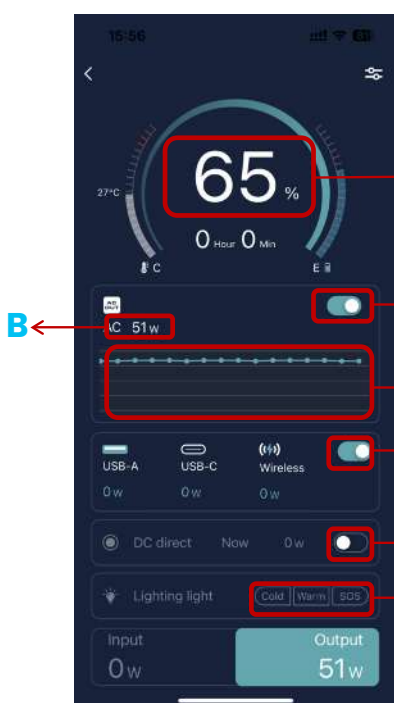 15:56
65 %
27°C
0 Hour 0 Min
C E
AC OUT
B
AC 51w
USB-A USB-C Wireless
0w 0w 0w
DC direct Now 0w
Lighting light Cold Warm SOS
Input Output
0w 51w